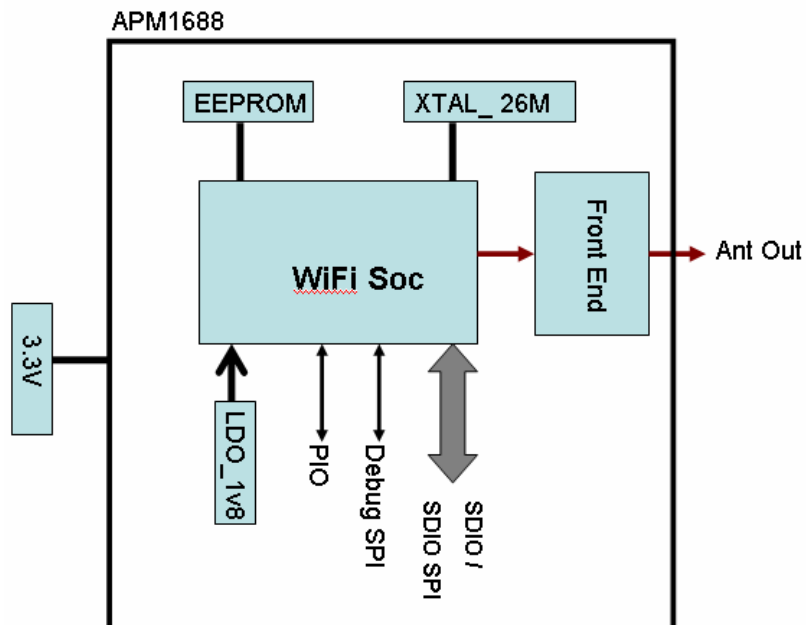 APM1688
EEPROM
XTAL_ 26M
Front End
Ant Out
WiFi Soc
3.3V
LDO_1v8
PIO
Debug SPI
SDIO /
SDIO SPI